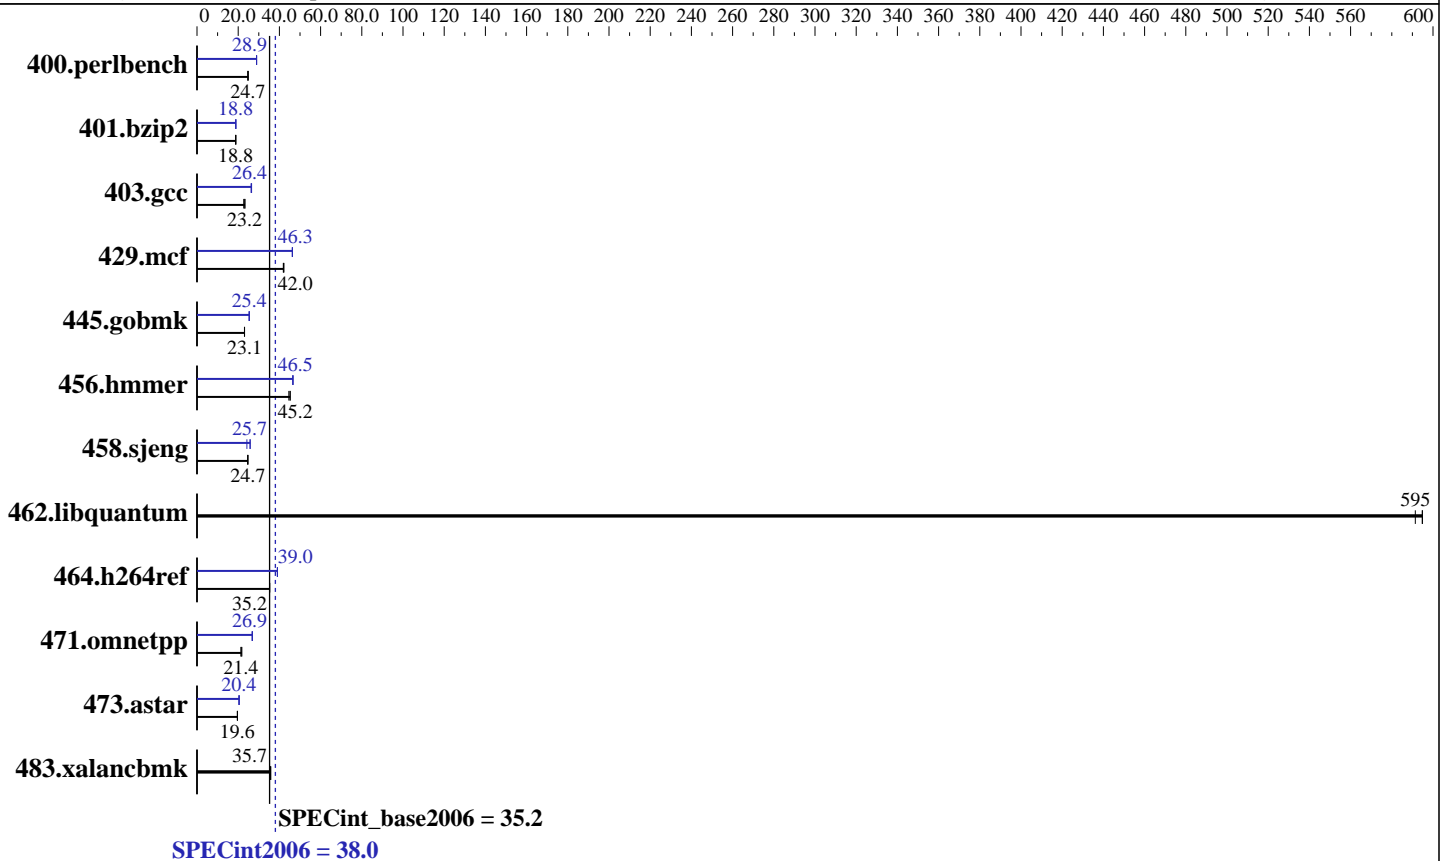 0 20.0 40.0 60.0 80.0 100 120 140 160 180 200 220 240 260 280 300 320 340 360 380 400 420 440 460 480 500 520 540 560 600
28.9
400.perlbench
24.7
18.8
401.bzip2
18.8
26.4
403.gcc
23.2
46.3
429.mcf
42.0
25.4
445.gobmk
23.1
46.5
456.hmmer
45.2
25.7
458.sjeng
24.7
595
462.libquantum
39.0
464.h264ref
35.2
26.9
471.omnetpp
21.4
20.4
473.astar
19.6
35.7
483.xalancbmk
SPECint_base2006 = 35.2
SPECint2006 = 38.0